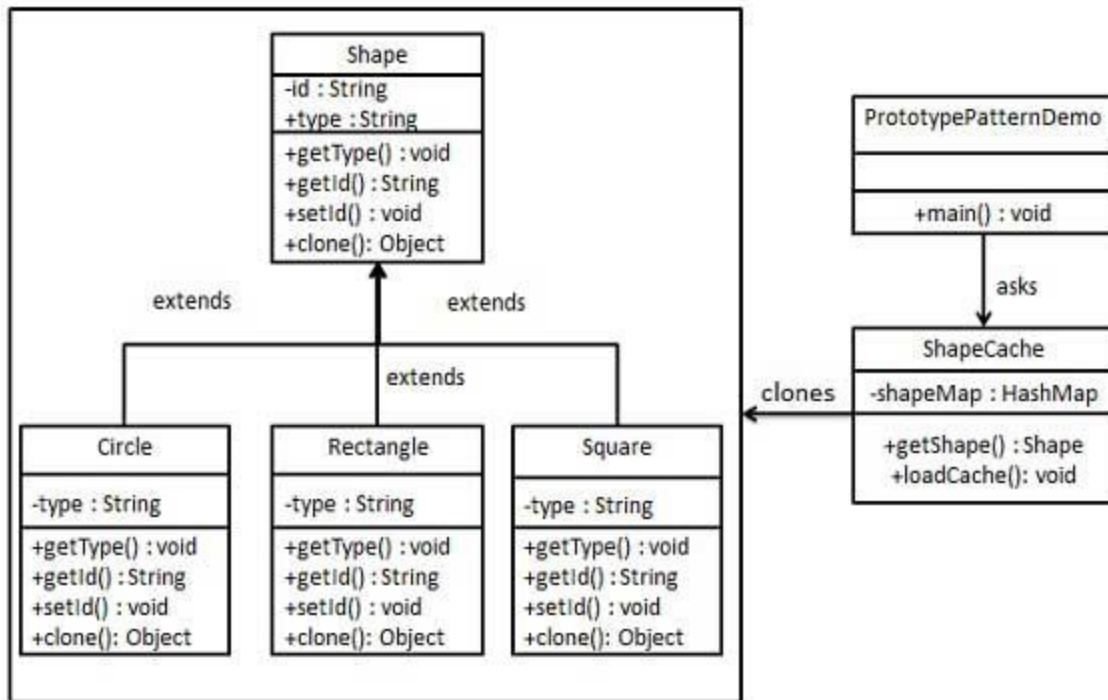 Shape
-id : String
+type : String
+getType() : void
+getId() : String
+setId() : void
+clone(): Object
extends
extends
extends
Circle
-type : String
+getType() : void
+getId() : String
+setId() : void
+clone(): Object
Rectangle
-type : String
+getType() : void
+getId() : String
+setId() : void
+clone(): Object
Square
-type : String
+getType() : void
+getId() : String
+setId() : void
+clone(): Object
PrototypePatternDemo
+main() : void
asks
ShapeCache
-shapeMap : HashMap
+getShape() : Shape
+loadCache(): void
clones